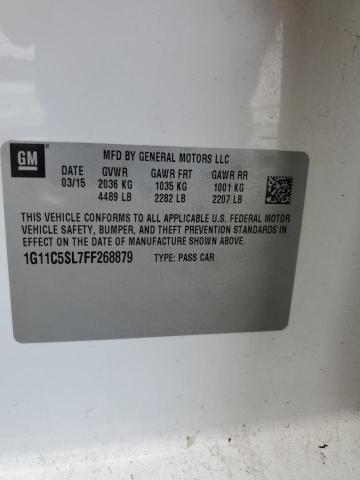 GM
MFD BY GENERAL MOTORS LLC
DATE GVWR GAWR FRT GAWR RR
03/15 2036 KG 1035 KG 1001 KG
4489 LB 2282 LB 2207 LB
THIS VEHICLE CONFORMS TO ALL APPLICABLE U.S. FEDERAL MOTOR
VEHICLE SAFETY, BUMPER, AND THEFT PREVENTION STANDARDS IN
EFFECT ON THE DATE OF MANUFACTURE SHOWN ABOVE.
1G11C5SL7FF268879 TYPE: PASS CAR